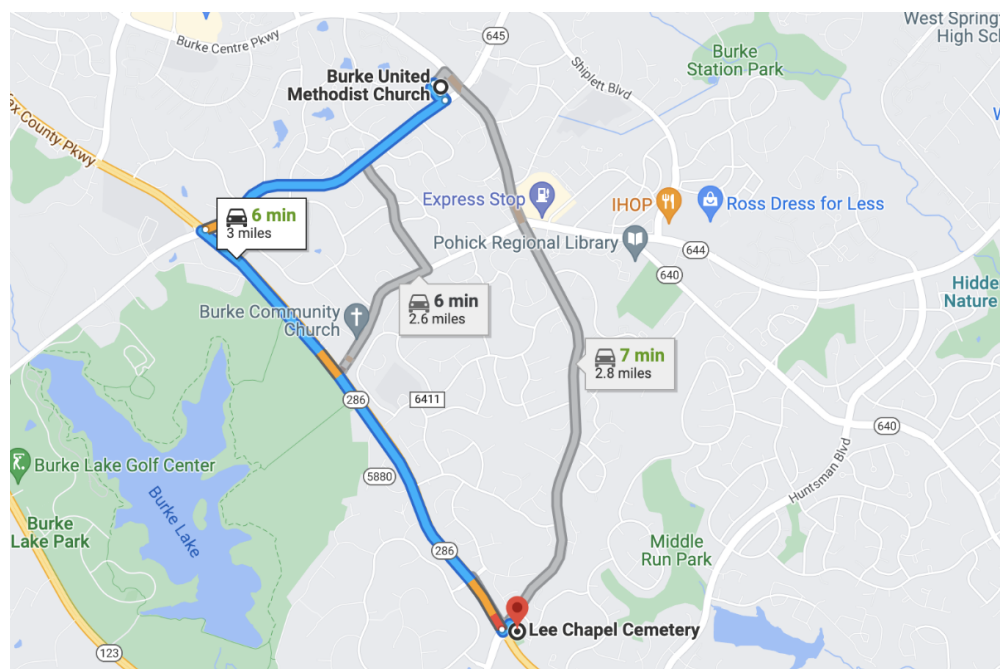 West Spring
High Sc
Burke Centre Pkwy
645
Burke
Station Park
Shiplett Blvd
Burke United
Methodist Church
ex County Pkwy
Express Stop
IHOP
Ross Dress for Less
6 min
3 miles
Pohick Regional Library
644
640
Hidde
Nature
6 min
2.6 miles
Burke Community
Church
7 min
2.8 miles
286
6411
640
Burke Lake Golf Center
5880
Huntsman Blvd
Burke Lake
Burke
Lake Park
286
Middle
Run Park
Lee Chapel Cemetery
123